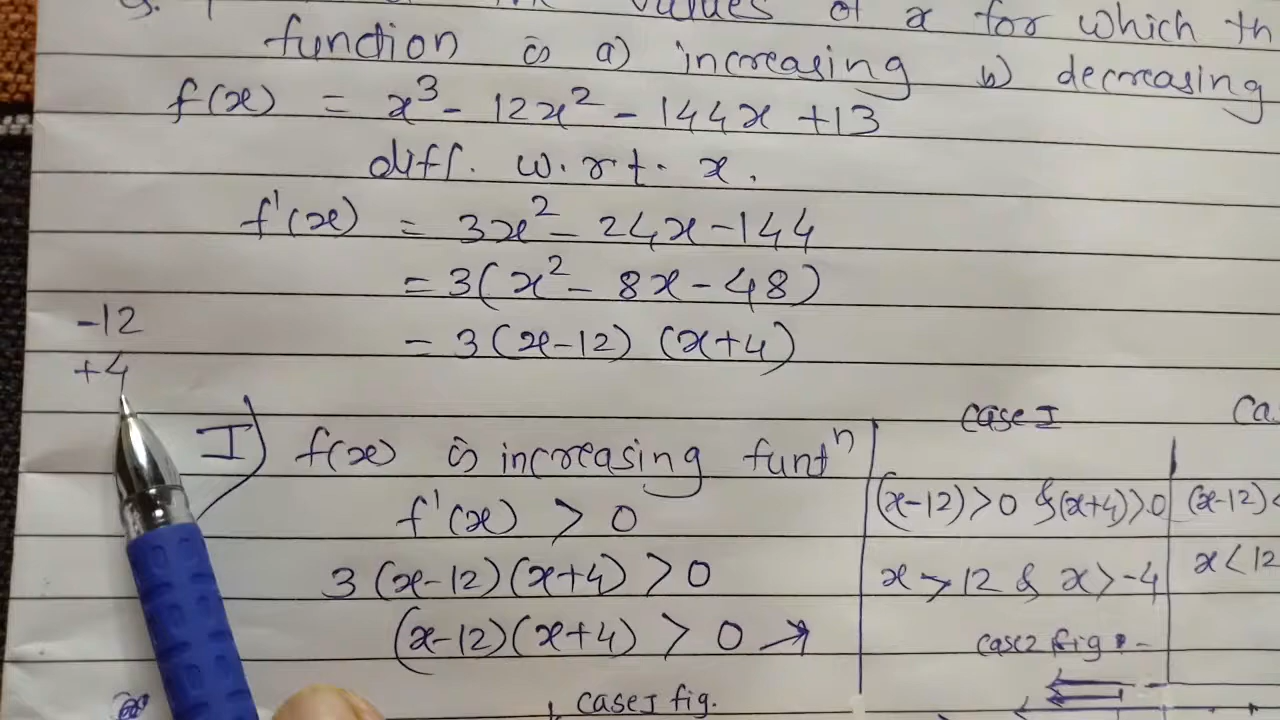 values of x for which th
function is a) increasing b) decreasing
f(x) = x³ - 12x² - 144x + 13
diff. w.r.t. x.
f'(x) = 3x² - 24x - 144
= 3(x² - 8x - 48)
= 3(x-12) (x+4)
-12
+4
I) f(x) is increasing funtⁿ
f'(x) > 0
3(x-12)(x+4) > 0
(x-12)(x+4) > 0 →
case I
(x-12)>0 & (x+4)>0
x > 12 & x > -4
case2 fig. -
Ca
(x-12) <
x < 12
case I fig.